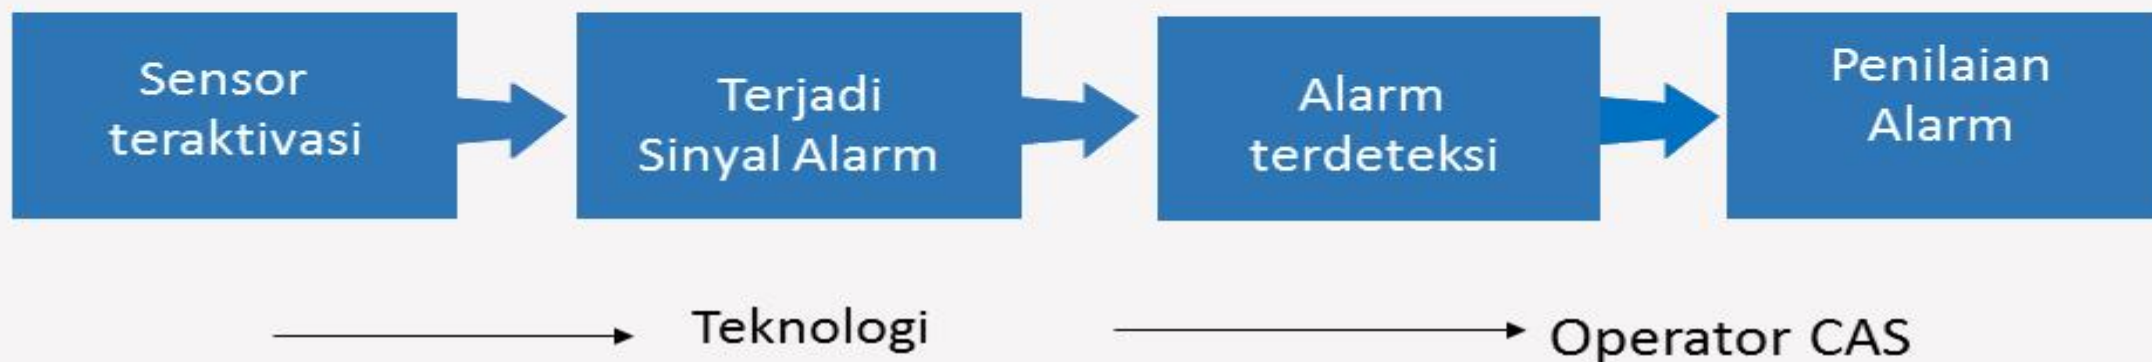 Sensor
teraktivasi
Terjadi
Sinyal Alarm
Alarm
terdeteksi
Penilaian
Alarm
Teknologi
Operator CAS